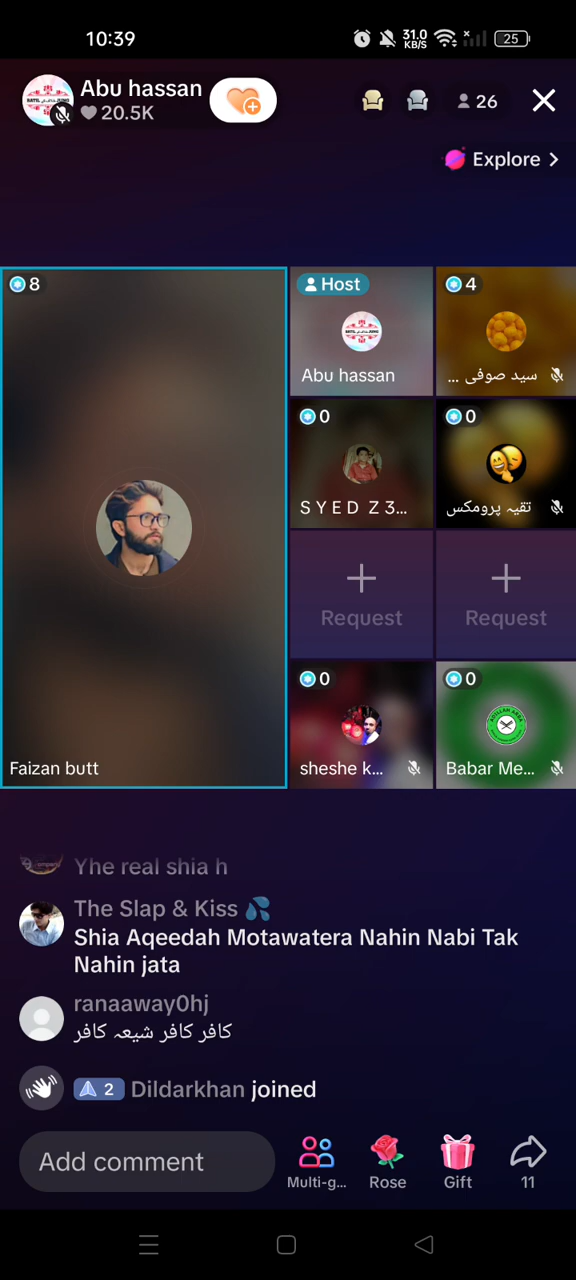 10:39
31.0
KB/S
25
Abu hassan
20.5K
26
Explore
8
Host
4
Abu hassan
سید صوفی ...
0
0
S Y E D Z 3...
تقیہ پرومکس
Request
Request
0
0
Faizan butt
sheshe k...
Babar Me...
Yhe real shia h
The Slap & Kiss
Shia Aqeedah Motawatera Nahin Nabi Tak
Nahin jata
ranaaway0hj
کافر کافر شیعہ کافر
2 Dildarkhan joined
Add comment
Multi-g...
Rose
Gift
11